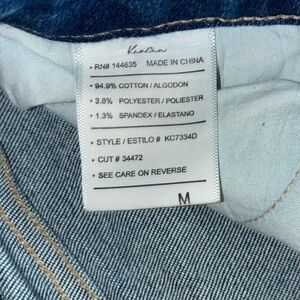 KanCan
• RN# 144635 MADE IN CHINA
• 94.9% COTTON / ALGODON
• 3.8% POLYESTER / POLIESTER
• 1.3% SPANDEX / ELASTANO
• STYLE / ESTILO # KC7334D
• CUT # 34472
• SEE CARE ON REVERSE
M